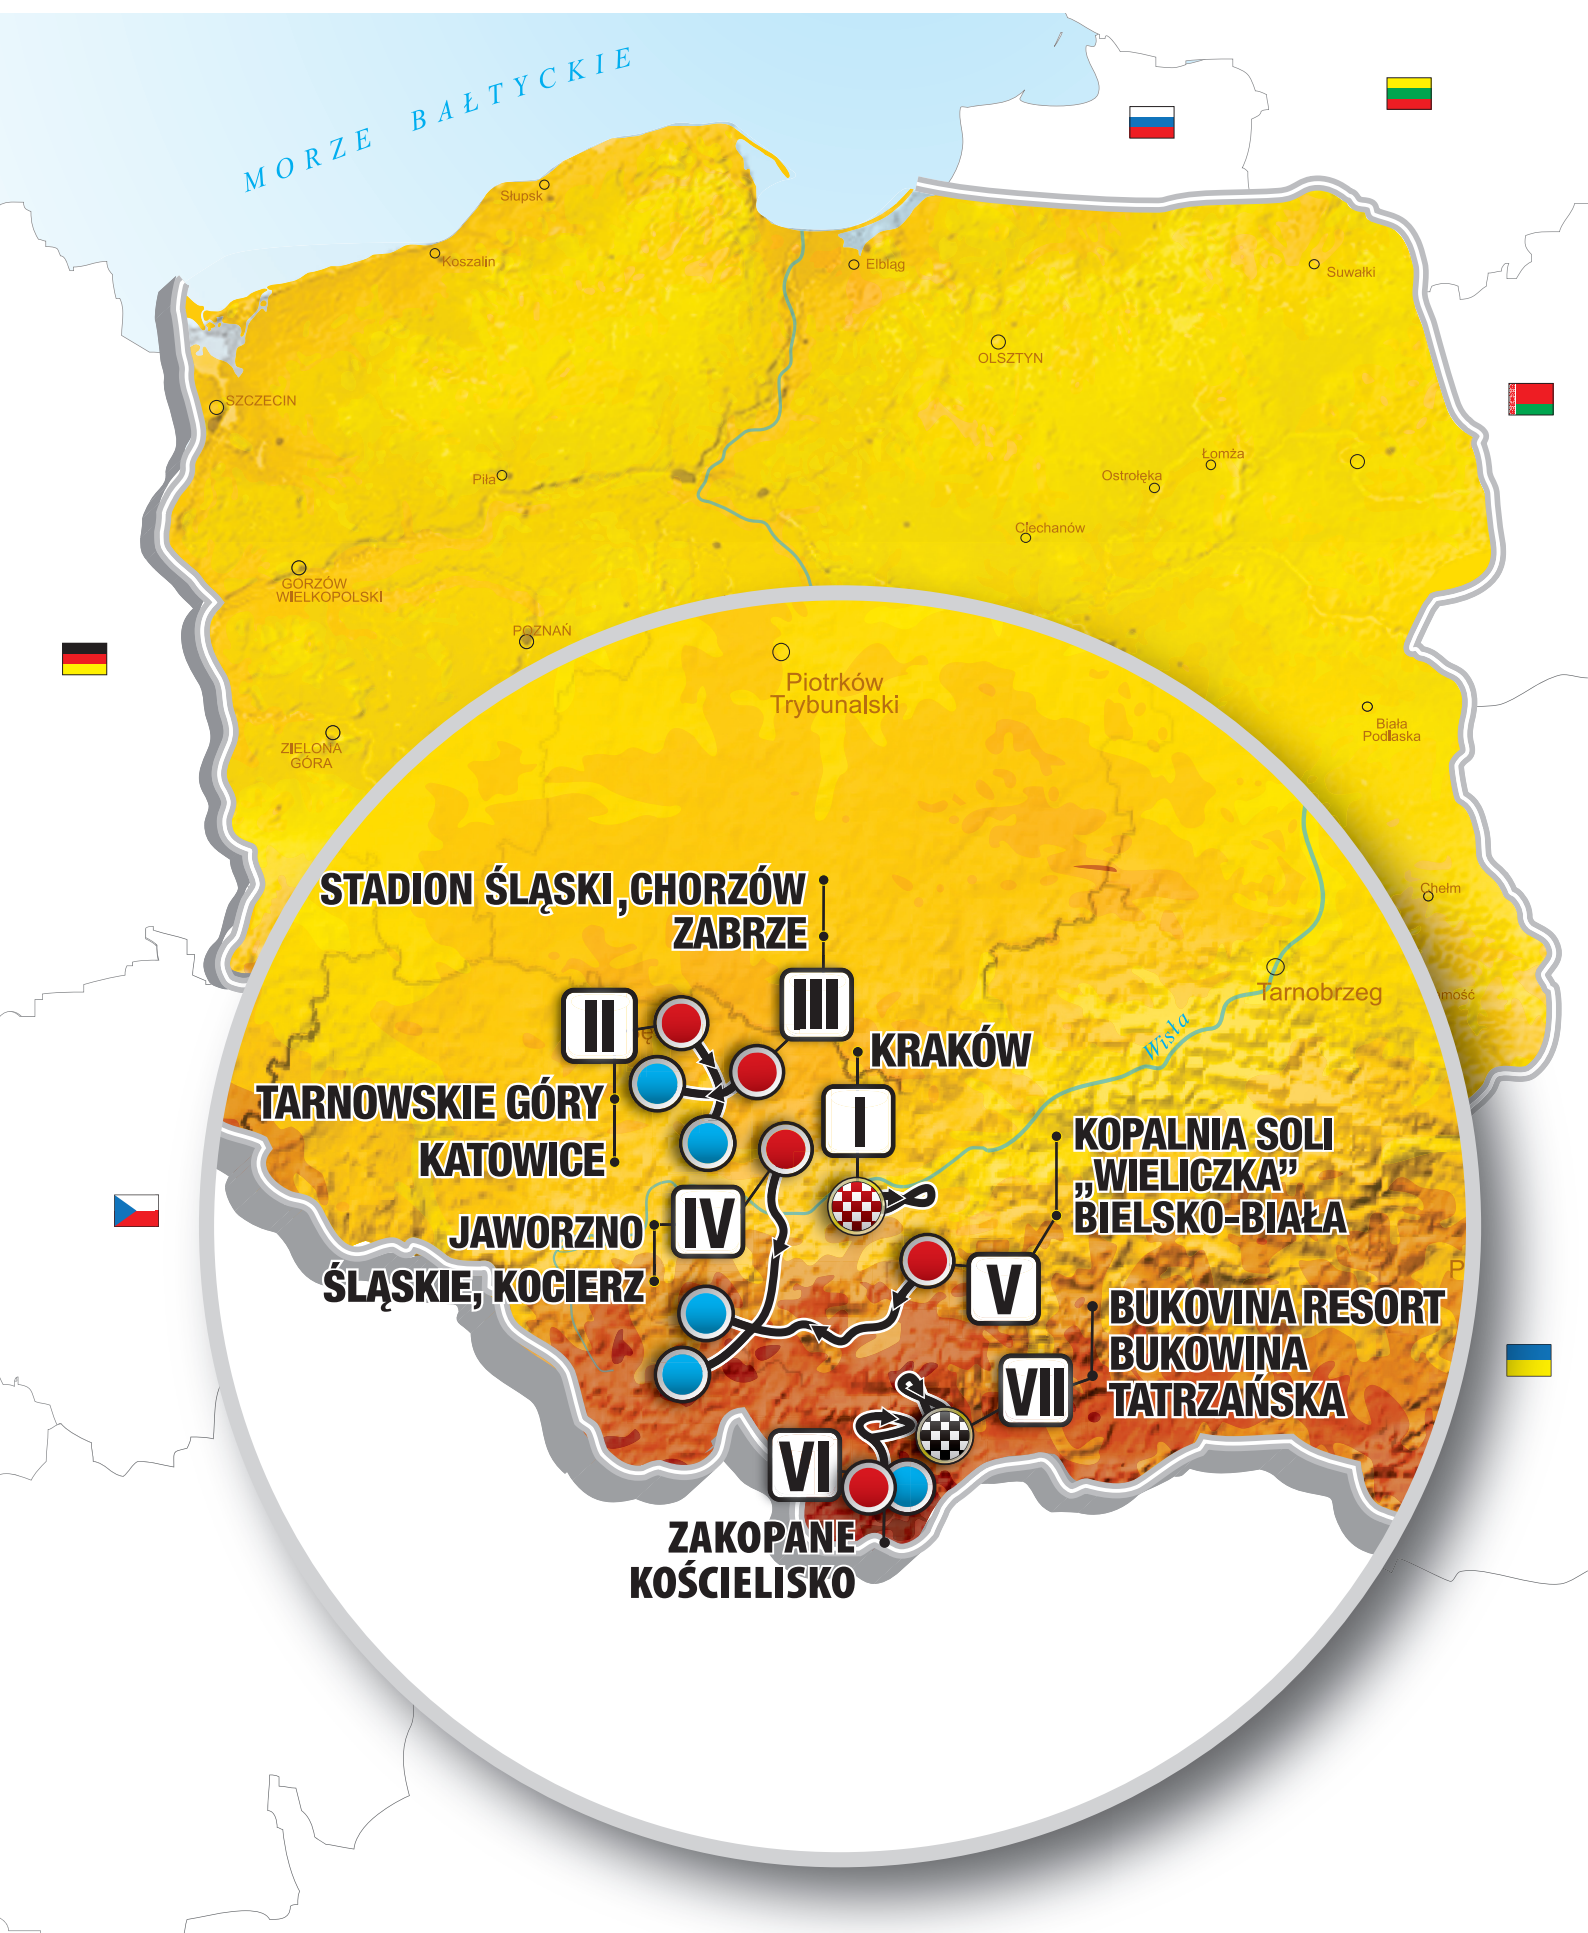 MORZE BAŁTYCKIE
Słupsk
Koszalin
Elbląg
Suwałki
OLSZTYN
SZCZECIN
Piła
Łomża
Ostrołęka
Ciechanów
GORZÓW
WIELKOPOLSKI
POZNAŃ
Piotrków
Trybunalski
ZIELONA
GÓRA
Biała
Podlaska
Chełm
STADION ŚLĄSKI, CHORZÓW
ZABRZE
III
II
Tarnobrzeg
mość
Wisła
KRAKÓW
I
TARNOWSKIE GÓRY
KATOWICE
KOPALNIA SOLI
„WIELICZKA”
BIELSKO-BIAŁA
IV
JAWORZNO
ŚLĄSKIE, KOCIERZ
V
P
BUKOVINA RESORT
BUKOWINA
TATRZAŃSKA
VII
VI
ZAKOPANE
KOŚCIELISKO